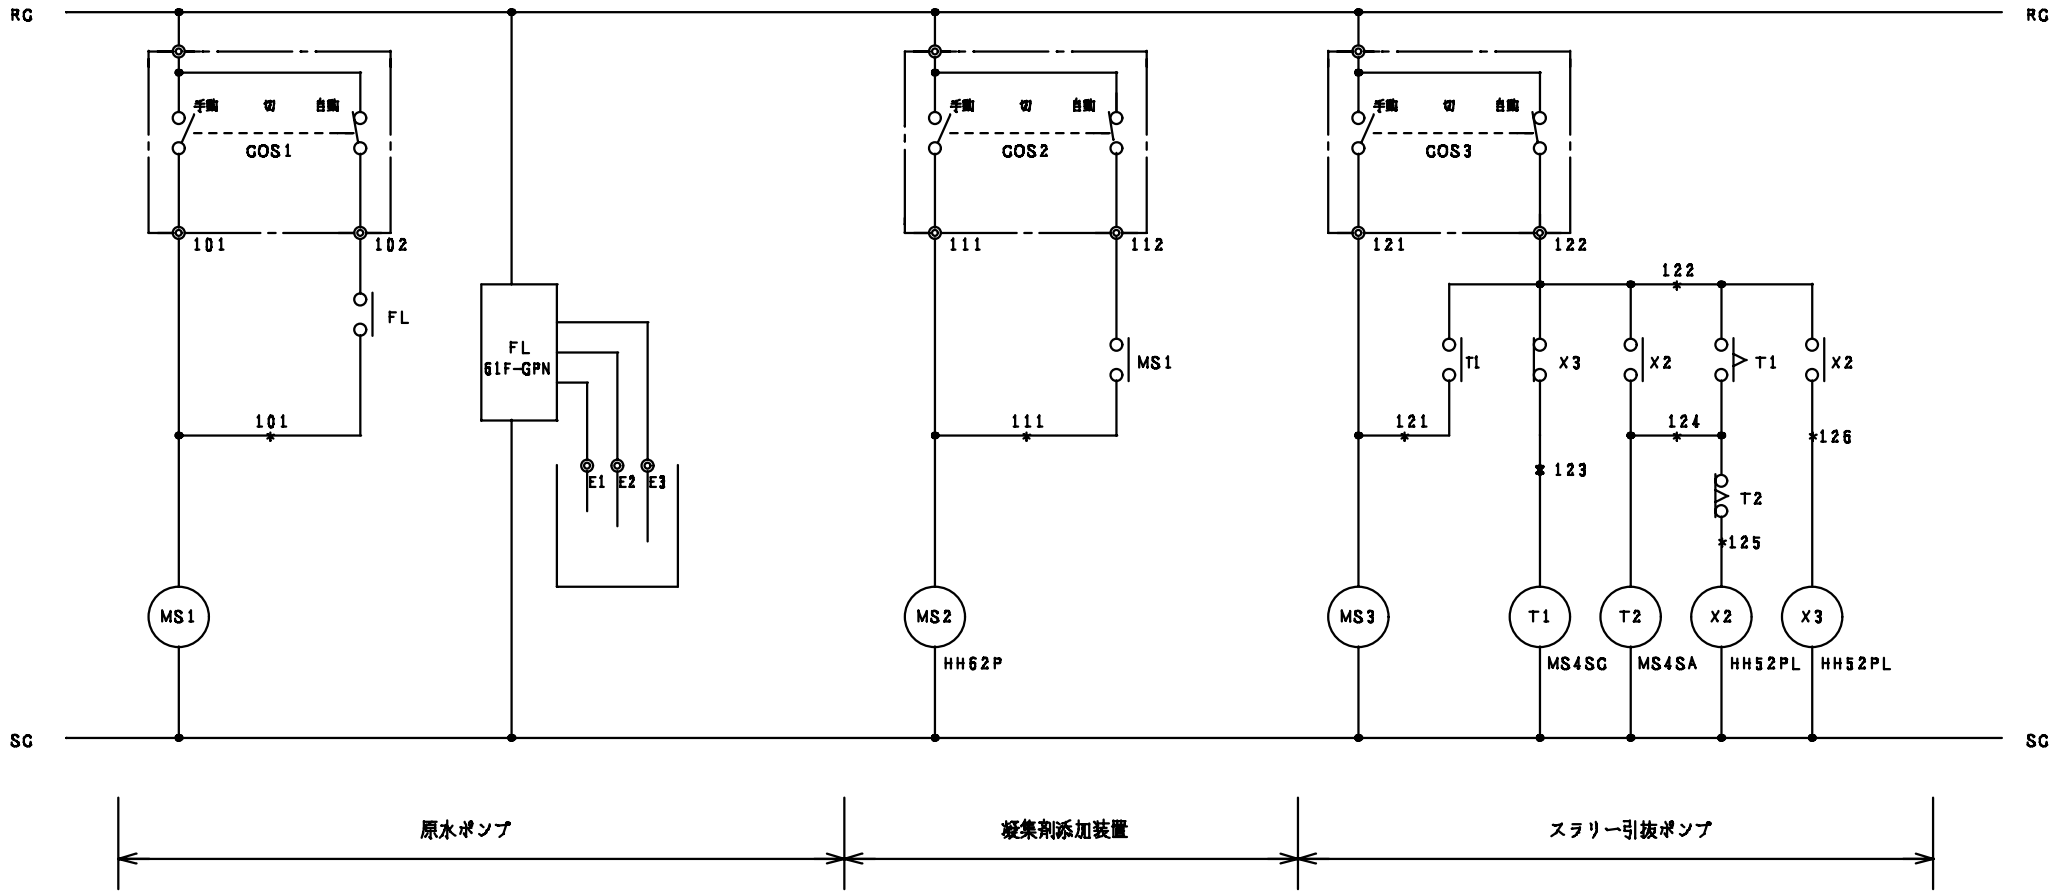 RC
RC
手動 切 自動
COS1
手動 切 自動
COS2
手動 切 自動
COS3
101
102
111
112
121
122
122
FL
FL
61F-GPN
MS1
T1
X3
X2
T1
X2
101
111
121
124
126
123
E1
E2
E3
T2
125
MS1
MS2
MS3
T1
T2
X2
X3
HH62P
MS4SC
MS4SA
HH52PL
HH52PL
SC
SC
原水ポンプ
凝集剤添加装置
スラリー引抜ポンプ